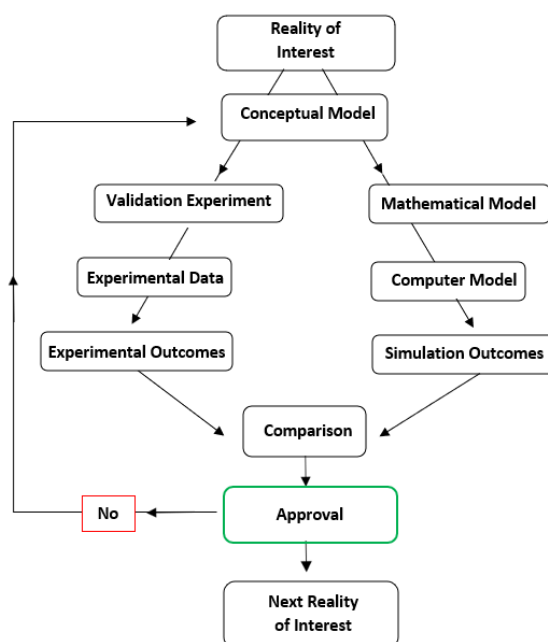 Reality of
Interest
Conceptual Model
Validation Experiment
Mathematical Model
Experimental Data
Computer Model
Experimental Outcomes
Simulation Outcomes
Comparison
No
Approval
Next Reality
of Interest